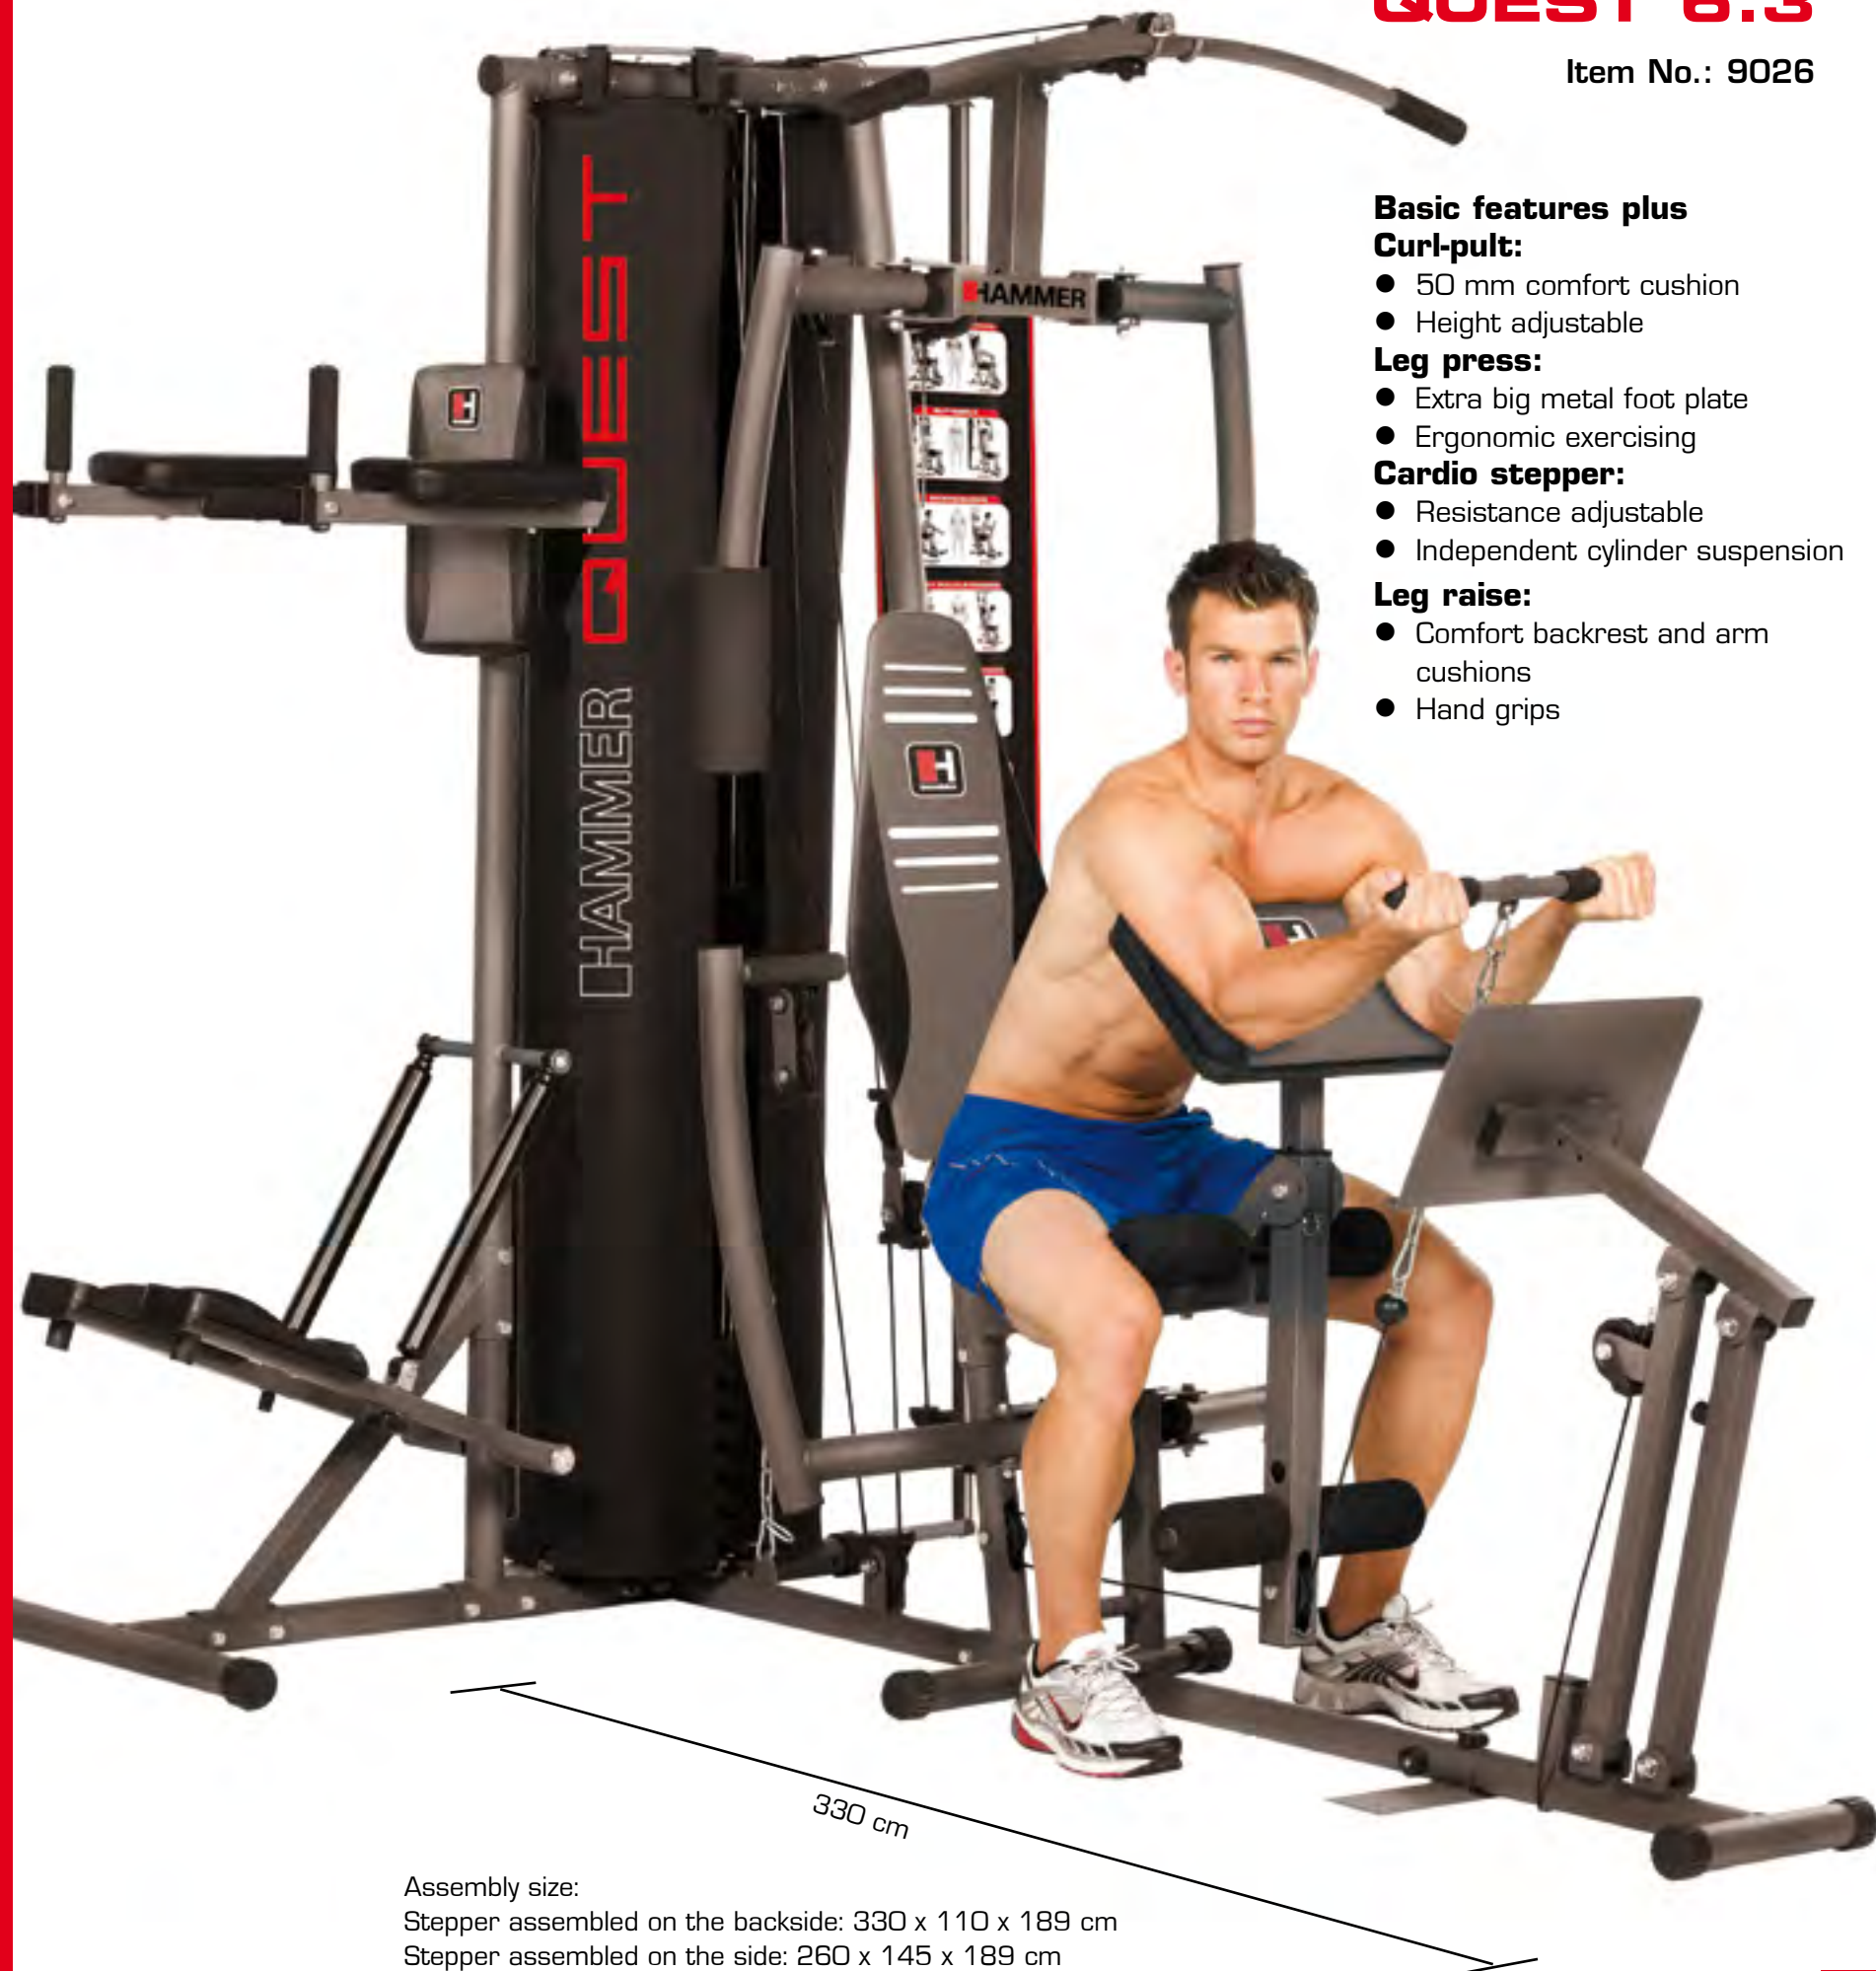 QUEST 6.3
Item No.: 9026
Basic features plus
Curl-pult:
● 50 mm comfort cushion
● Height adjustable
Leg press:
● Extra big metal foot plate
● Ergonomic exercising
Cardio stepper:
● Resistance adjustable
● Independent cylinder suspension
Leg raise:
● Comfort backrest and arm
cushions
● Hand grips
HAMMER QUEST
HAMMER
330 cm
Assembly size:
Stepper assembled on the backside: 330 x 110 x 189 cm
Stepper assembled on the side: 260 x 145 x 189 cm